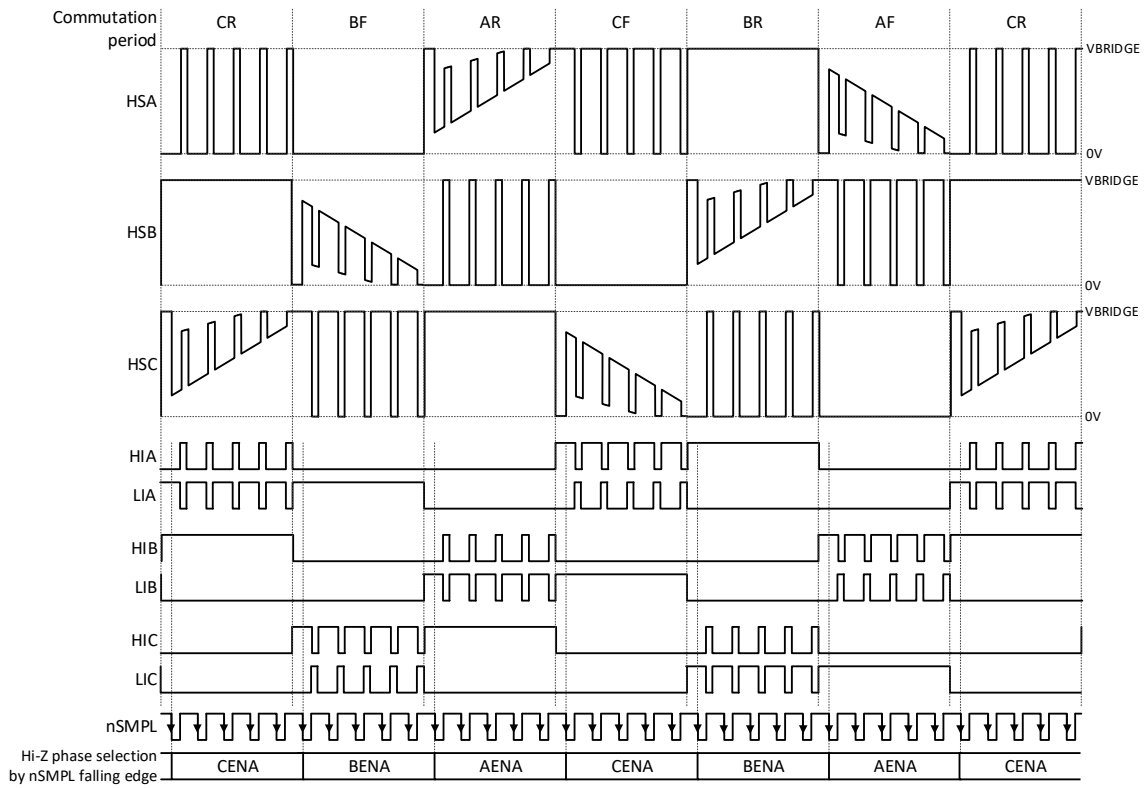 Commutation period CR BF AR CF BR AF CR
VBRIDGE
HSA
0V
VBRIDGE
HSB
0V
VBRIDGE
HSC
0V
HIA
LIA
HIB
LIB
HIC
LIC
nSMPL
Hi-Z phase selection by nSMPL falling edge CENA BENA AENA CENA BENA AENA CENA